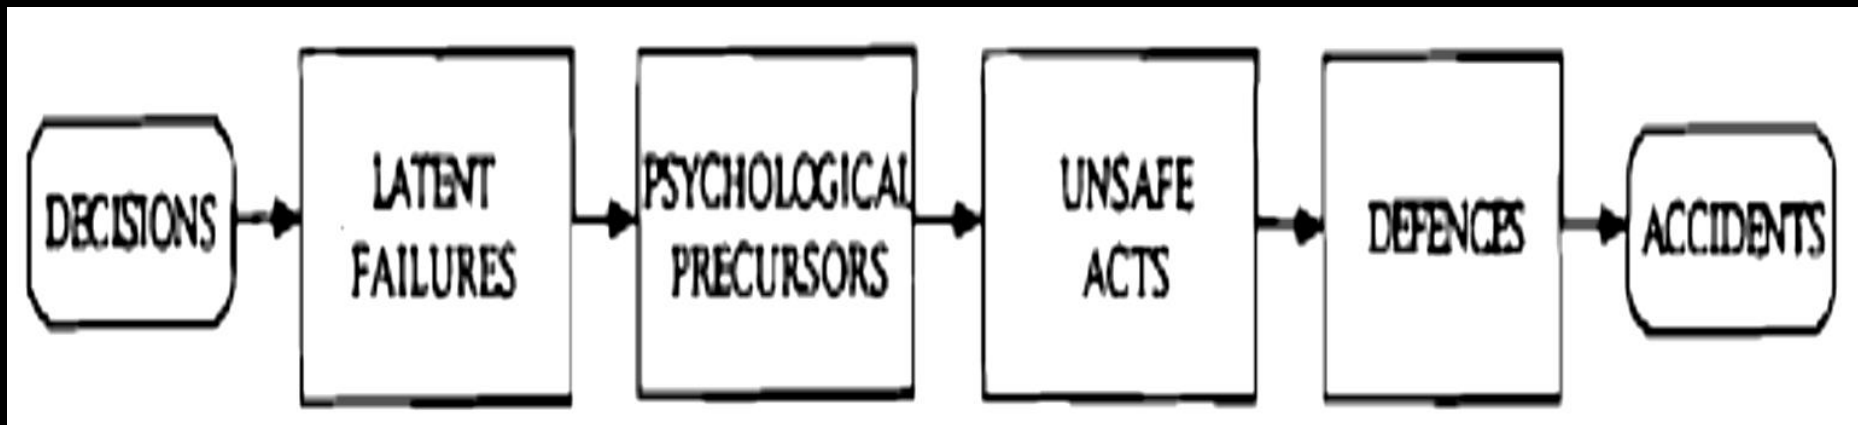 DECISIONS
LATENT
FAILURES
PSYCHOLOGICAL
PRECURSORS
UNSAFE
ACTS
DEFENCES
ACCIDENTS